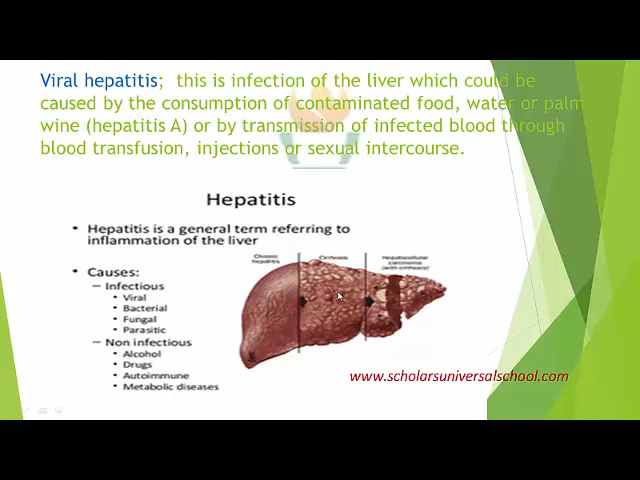 Viral hepatitis; this is infection of the liver which could be
caused by the consumption of contaminated food, water or palm
wine (hepatitis A) or by transmission of infected blood through
blood transfusion, injections or sexual intercourse.
Hepatitis
• Hepatitis is a general term referring to
inflammation of the liver
• Causes:
– Infectious
• Viral
• Bacterial
• Fungal
• Parasitic
– Non infectious
• Alcohol
• Drugs
• Autoimmune
• Metabolic diseases
Chronic
hepatitis
Cirrhosis
Hepatocellular
carcinoma
(with cirrhosis)
www.scholarsuniversalschool.com